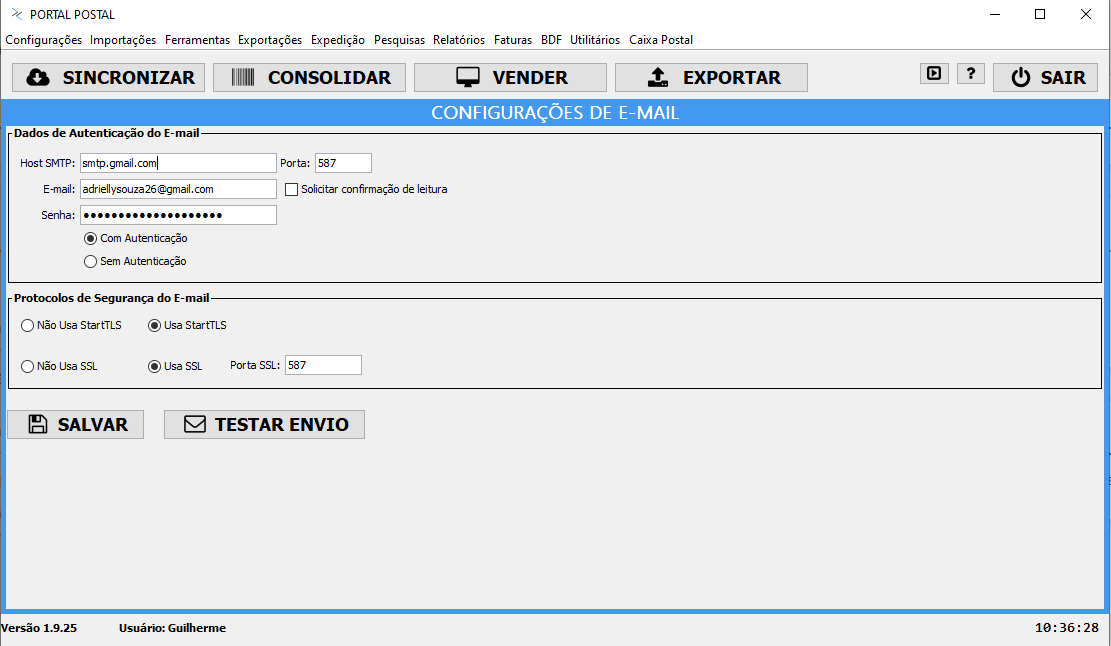 PORTAL POSTAL
Configurações Importações Ferramentas Exportações Expedição Pesquisas Relatórios Faturas BDF Utilitários Caixa Postal
SINCRONIZAR CONSOLIDAR VENDER EXPORTAR ? SAIR
CONFIGURAÇÕES DE E-MAIL
Dados de Autenticação do E-mail
Host SMTP: smtp.gmail.com Porta: 587
E-mail: adriellysouza26@gmail.com Solicitar confirmação de leitura
Senha: ••••••••••••••••••••
Com Autenticação
Sem Autenticação
Protocolos de Segurança do E-mail
Não Usa StartTLS Usa StartTLS
Não Usa SSL Usa SSL Porta SSL: 587
SALVAR TESTAR ENVIO
Versão 1.9.25 Usuário: Guilherme 10:36:28